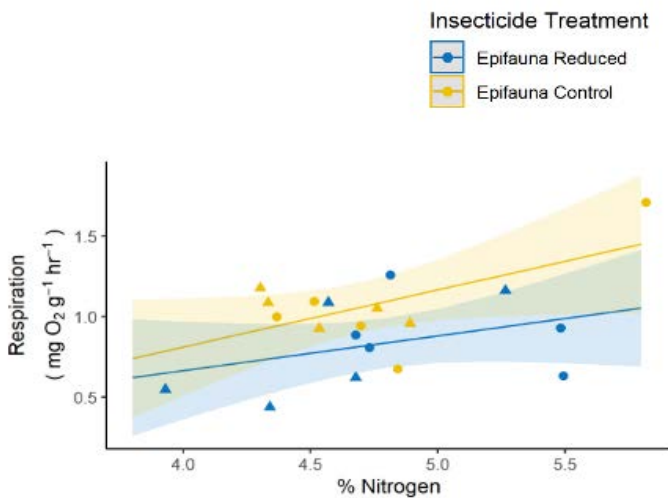 Insecticide Treatment
Epifauna Reduced
Epifauna Control
Respiration
( mg O₂ g⁻¹ hr⁻¹ )
1.5
1.0
0.5
4.0 4.5 5.0 5.5
% Nitrogen